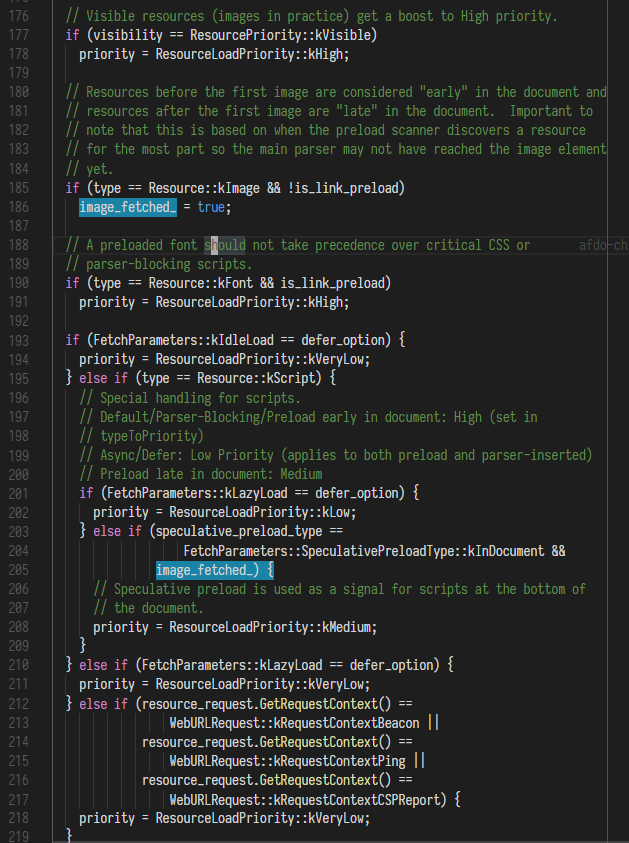 176 // Visible resources (images in practice) get a boost to High priority.
177 if (visibility == ResourcePriority::kVisible)
178 priority = ResourceLoadPriority::kHigh;
179
180 // Resources before the first image are considered "early" in the document and
181 // resources after the first image are "late" in the document.  Important to
182 // note that this is based on when the preload scanner discovers a resource
183 // for the most part so the main parser may not have reached the image element
184 // yet.
185 if (type == Resource::kImage && !is_link_preload)
186 image_fetched_ = true;
187
188 // A preloaded font should not take precedence over critical CSS or afdo-ch
189 // parser-blocking scripts.
190 if (type == Resource::kFont && is_link_preload)
191 priority = ResourceLoadPriority::kHigh;
192
193 if (FetchParameters::kIdleLoad == defer_option) {
194 priority = ResourceLoadPriority::kVeryLow;
195 } else if (type == Resource::kScript) {
196 // Special handling for scripts.
197 // Default/Parser-Blocking/Preload early in document: High (set in
198 // typeToPriority)
199 // Async/Defer: Low Priority (applies to both preload and parser-inserted)
200 // Preload late in document: Medium
201 if (FetchParameters::kLazyLoad == defer_option) {
202 priority = ResourceLoadPriority::kLow;
203 } else if (speculative_preload_type ==
204 FetchParameters::SpeculativePreloadType::kInDocument &&
205 image_fetched_) {
206 // Speculative preload is used as a signal for scripts at the bottom of
207 // the document.
208 priority = ResourceLoadPriority::kMedium;
209 }
210 } else if (FetchParameters::kLazyLoad == defer_option) {
211 priority = ResourceLoadPriority::kVeryLow;
212 } else if (resource_request.GetRequestContext() ==
213 WebURLRequest::kRequestContextBeacon ||
214 resource_request.GetRequestContext() ==
215 WebURLRequest::kRequestContextPing ||
216 resource_request.GetRequestContext() ==
217 WebURLRequest::kRequestContextCSPReport) {
218 priority = ResourceLoadPriority::kVeryLow;
219 }